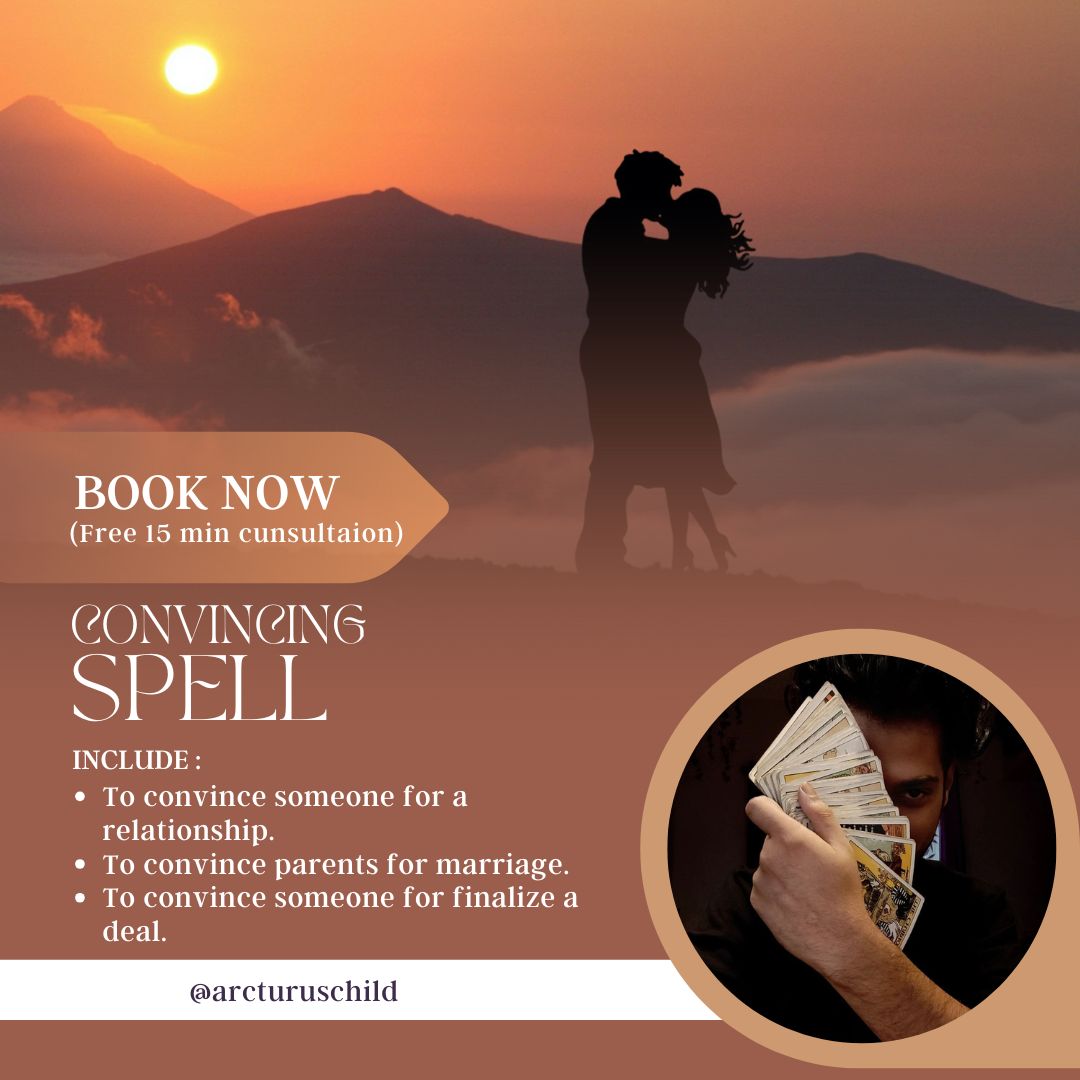 BOOK NOW
(Free 15 min cunsultaion)
CONVINCING
SPELL
INCLUDE :
• To convince someone for a
relationship.
• To convince parents for marriage.
• To convince someone for finalize a
deal.
@arcturuschild